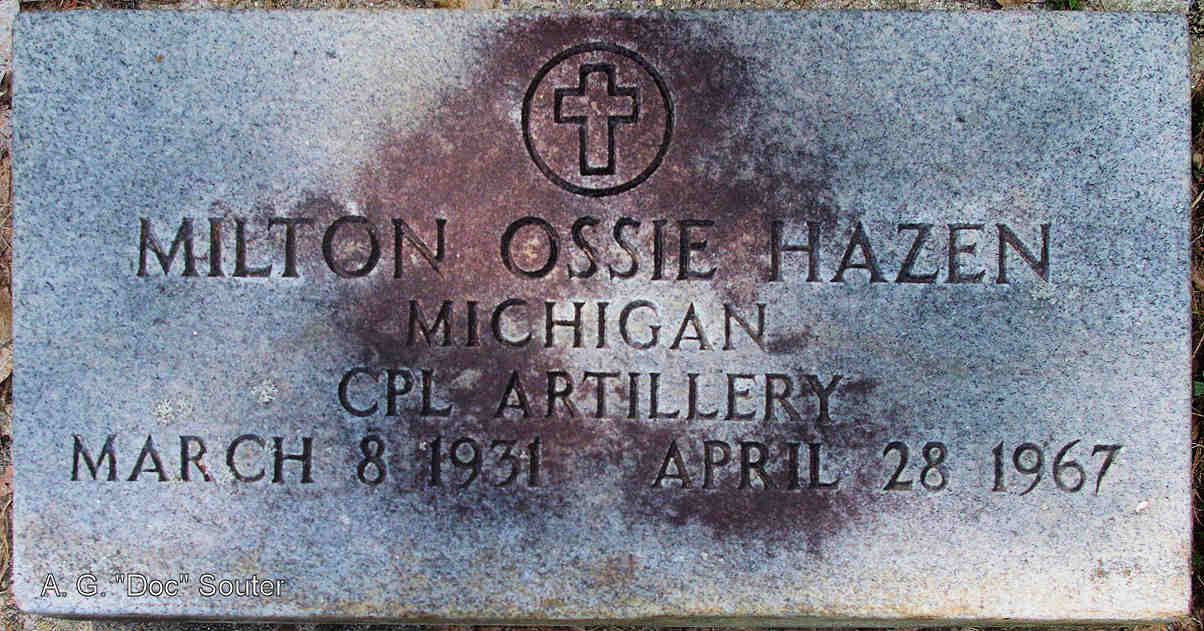 MILTON OSSIE HAZEN
MICHIGAN
CPL ARTILLERY
MARCH 8 1931 APRIL 28 1967
A. G. "Doc" Souter